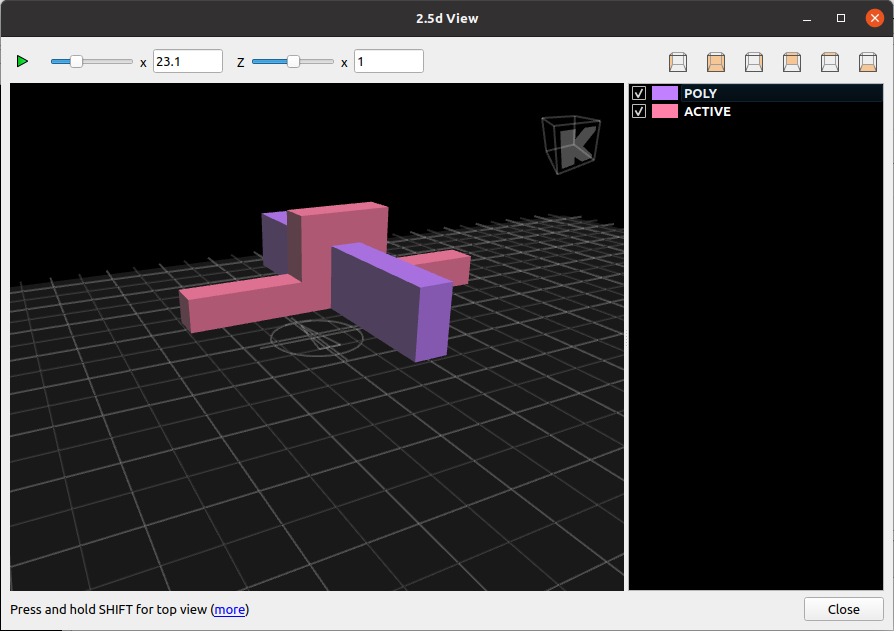 2.5d View
x 23.1 Z x 1
POLY
ACTIVE
K
Press and hold SHIFT for top view (more)
Close